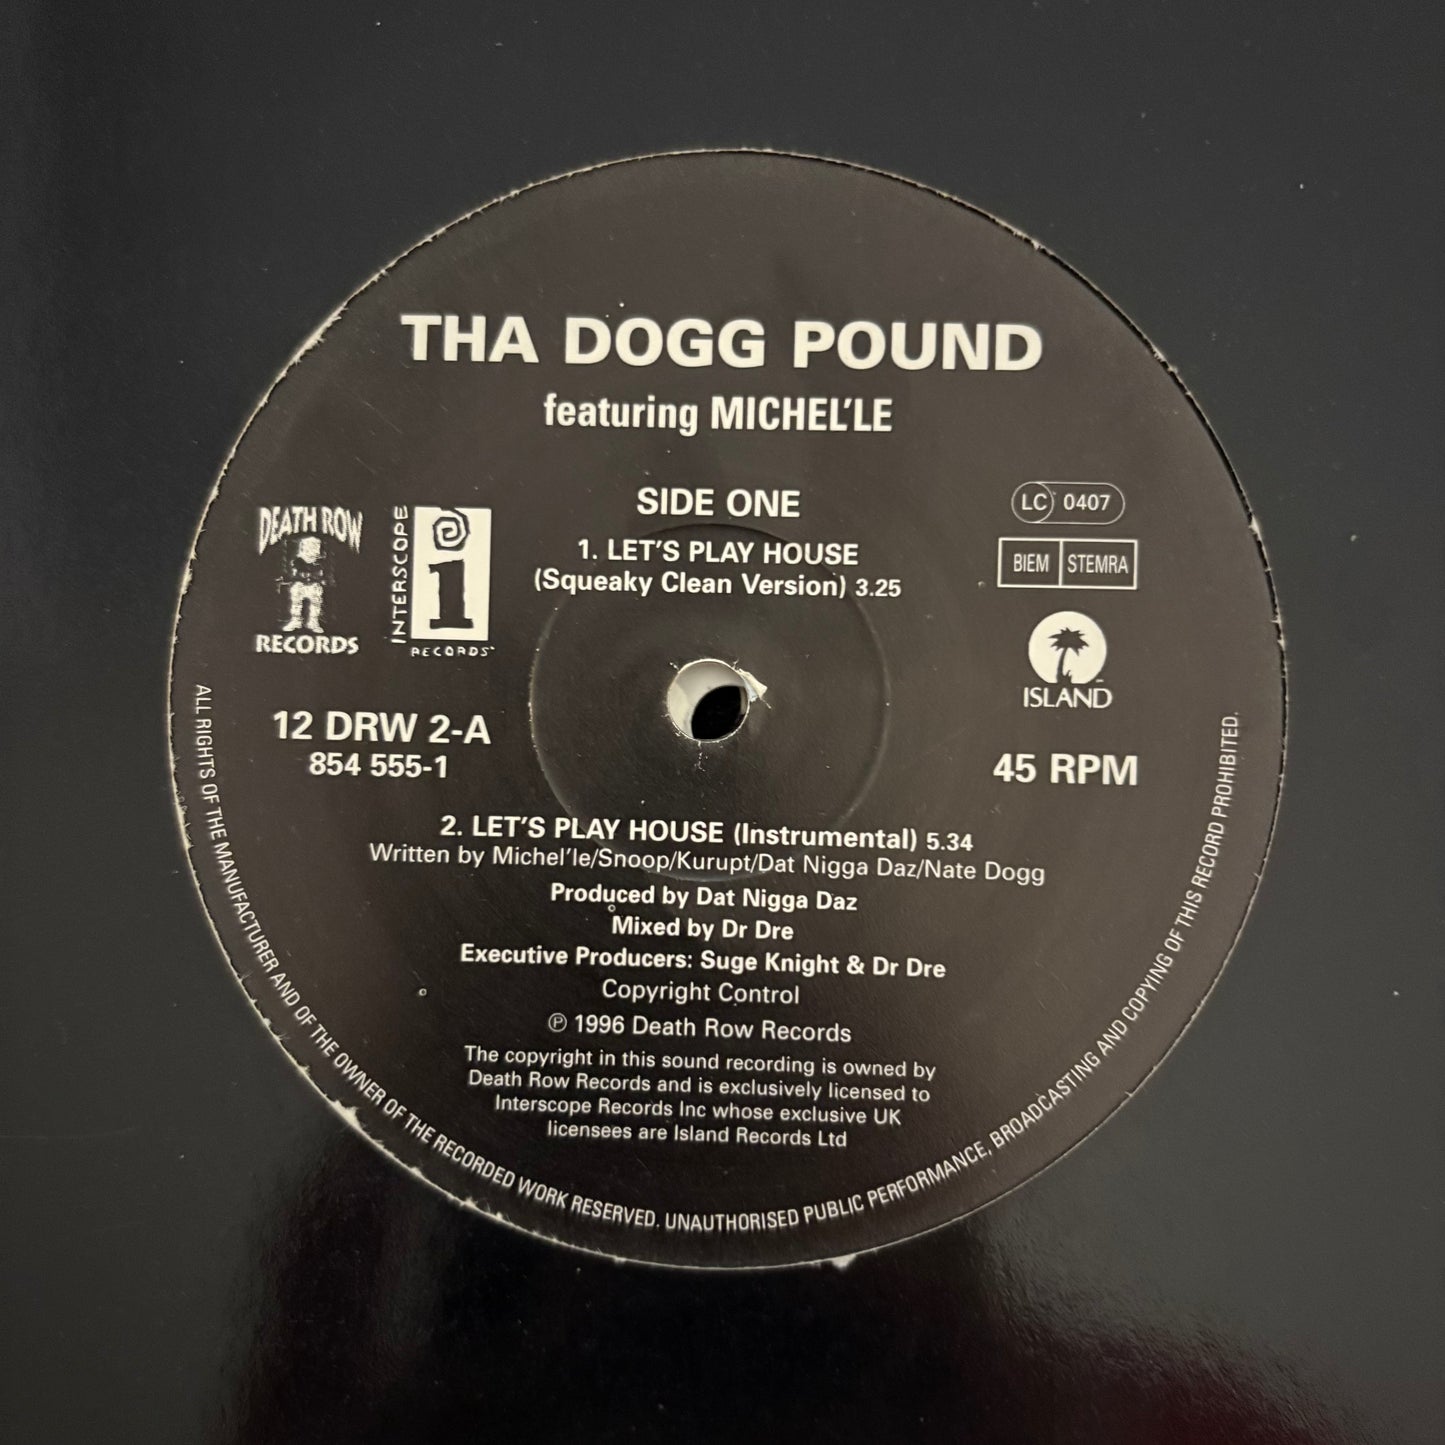 THA DOGG POUND
featuring MICHEL'LE
SIDE ONE
1. LET'S PLAY HOUSE
(Squeaky Clean Version) 3.25
DEATH ROW
RECORDS
INTERSCOPE
i
RECORDS
LC 0407
BIEM STEMRA
ISLAND
12 DRW 2-A
854 555-1
45 RPM
2. LET'S PLAY HOUSE (Instrumental) 5.34
Written by Michel'le/Snoop/Kurupt/Dat Nigga Daz/Nate Dogg
Produced by Dat Nigga Daz
Mixed by Dr Dre
Executive Producers: Suge Knight & Dr Dre
Copyright Control
℗ 1996 Death Row Records
The copyright in this sound recording is owned by
Death Row Records and is exclusively licensed to
Interscope Records Inc whose exclusive UK
licensees are Island Records Ltd
ALL RIGHTS OF THE MANUFACTURER AND OF THE OWNER OF THE RECORDED WORK RESERVED. UNAUTHORISED PUBLIC PERFORMANCE, BROADCASTING AND COPYING OF THIS RECORD PROHIBITED.